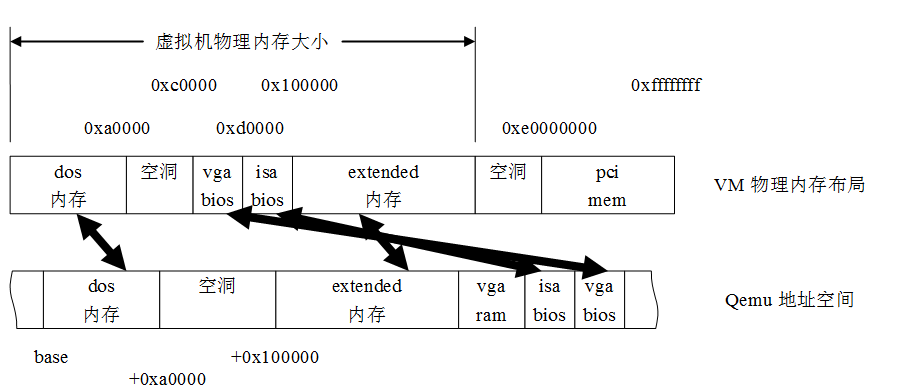 虚拟机物理内存大小
0xc0000 0x100000 0xffffffff
0xa0000 0xd0000 0xe0000000
dos 空洞 vga isa extended 空洞 pci
内存 bios bios 内存 mem
VM 物理内存布局
dos 空洞 extended vga isa vga
内存 内存 ram bios bios
Qemu 地址空间
base +0x100000
+0xa0000